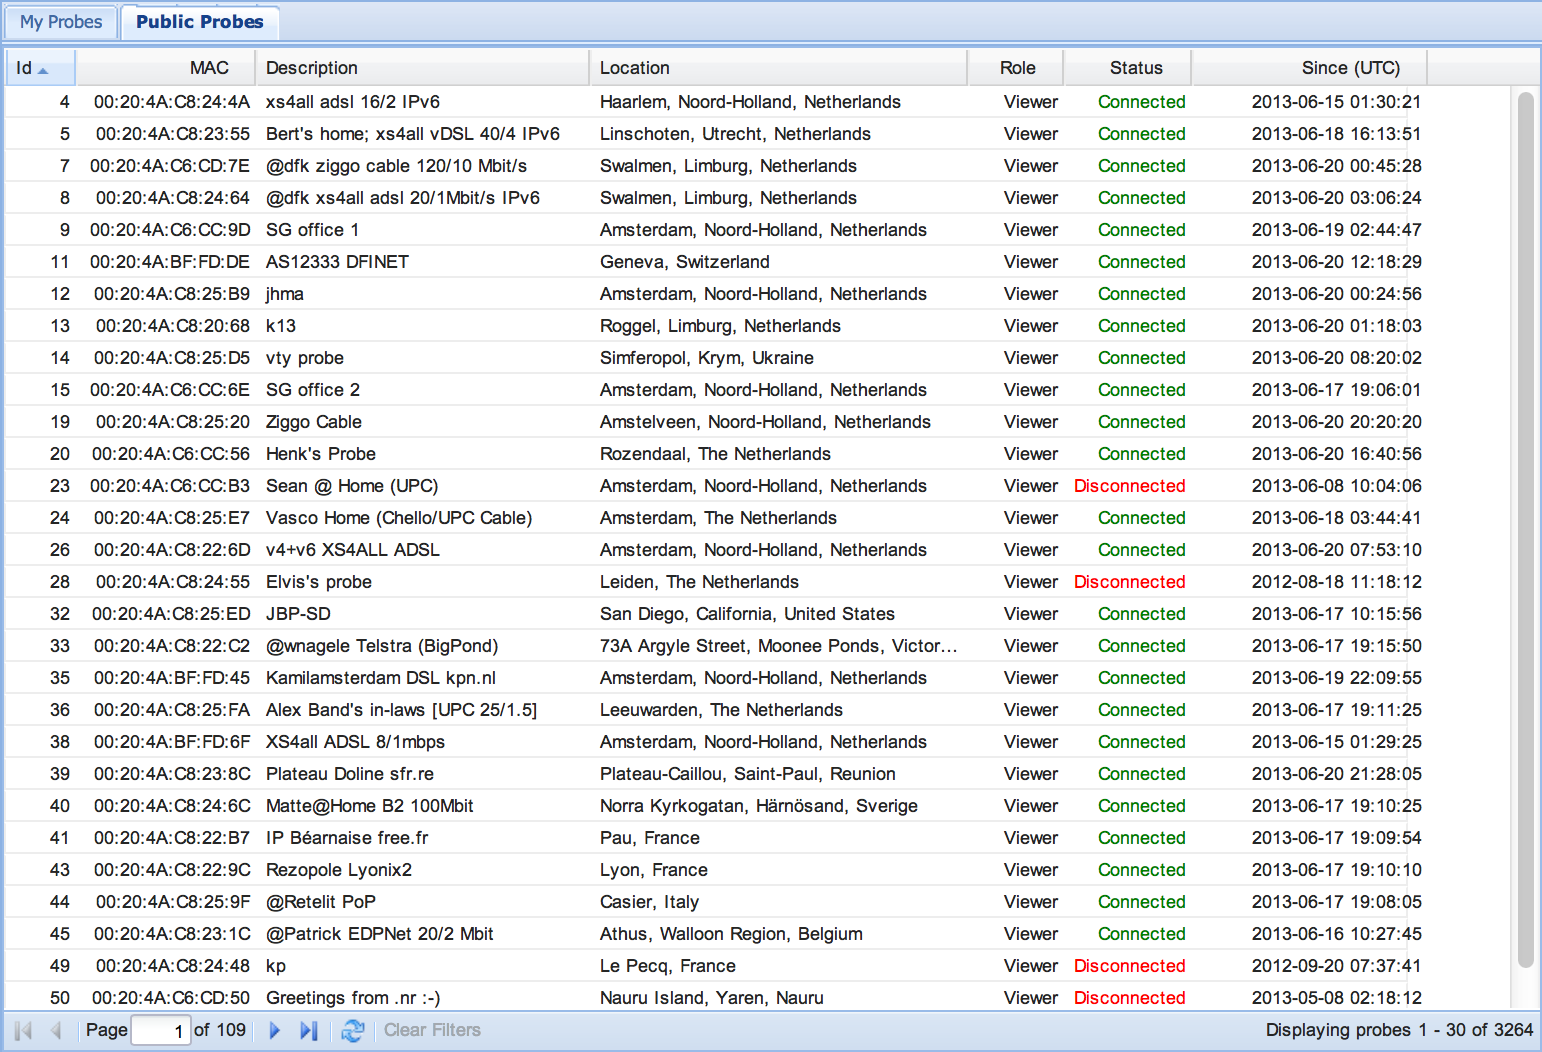 My Probes Public Probes
Id MAC Description Location Role Status Since (UTC)
4 00:20:4A:C8:24:4A xs4all adsl 16/2 IPv6 Haarlem, Noord-Holland, Netherlands Viewer Connected 2013-06-15 01:30:21
5 00:20:4A:C8:23:55 Bert's home; xs4all vDSL 40/4 IPv6 Linschoten, Utrecht, Netherlands Viewer Connected 2013-06-18 16:13:51
7 00:20:4A:C6:CD:7E @dfk ziggo cable 120/10 Mbit/s Swalmen, Limburg, Netherlands Viewer Connected 2013-06-20 00:45:28
8 00:20:4A:C8:24:64 @dfk xs4all adsl 20/1Mbit/s IPv6 Swalmen, Limburg, Netherlands Viewer Connected 2013-06-20 03:06:24
9 00:20:4A:C6:CC:9D SG office 1 Amsterdam, Noord-Holland, Netherlands Viewer Connected 2013-06-19 02:44:47
11 00:20:4A:BF:FD:DE AS12333 DFINET Geneva, Switzerland Viewer Connected 2013-06-20 12:18:29
12 00:20:4A:C8:25:B9 jhma Amsterdam, Noord-Holland, Netherlands Viewer Connected 2013-06-20 00:24:56
13 00:20:4A:C8:20:68 k13 Roggel, Limburg, Netherlands Viewer Connected 2013-06-20 01:18:03
14 00:20:4A:C8:25:D5 vty probe Simferopol, Krym, Ukraine Viewer Connected 2013-06-20 08:20:02
15 00:20:4A:C6:CC:6E SG office 2 Amsterdam, Noord-Holland, Netherlands Viewer Connected 2013-06-17 19:06:01
19 00:20:4A:C8:25:20 Ziggo Cable Amstelveen, Noord-Holland, Netherlands Viewer Connected 2013-06-20 20:20:20
20 00:20:4A:C6:CC:56 Henk's Probe Rozendaal, The Netherlands Viewer Connected 2013-06-20 16:40:56
23 00:20:4A:C6:CC:B3 Sean @ Home (UPC) Amsterdam, Noord-Holland, Netherlands Viewer Disconnected 2013-06-08 10:04:06
24 00:20:4A:C8:25:E7 Vasco Home (Chello/UPC Cable) Amsterdam, The Netherlands Viewer Connected 2013-06-18 03:44:41
26 00:20:4A:C8:22:6D v4+v6 XS4ALL ADSL Amsterdam, Noord-Holland, Netherlands Viewer Connected 2013-06-20 07:53:10
28 00:20:4A:C8:24:55 Elvis's probe Leiden, The Netherlands Viewer Disconnected 2012-08-18 11:18:12
32 00:20:4A:C8:25:ED JBP-SD San Diego, California, United States Viewer Connected 2013-06-17 10:15:56
33 00:20:4A:C8:22:C2 @wnagele Telstra (BigPond) 73A Argyle Street, Moonee Ponds, Victor... Viewer Connected 2013-06-17 19:15:50
35 00:20:4A:BF:FD:45 Kamilamsterdam DSL kpn.nl Amsterdam, Noord-Holland, Netherlands Viewer Connected 2013-06-19 22:09:55
36 00:20:4A:C8:25:FA Alex Band's in-laws [UPC 25/1.5] Leeuwarden, The Netherlands Viewer Connected 2013-06-17 19:11:25
38 00:20:4A:BF:FD:6F XS4all ADSL 8/1mbps Amsterdam, Noord-Holland, Netherlands Viewer Connected 2013-06-15 01:29:25
39 00:20:4A:C8:23:8C Plateau Doline sfr.re Plateau-Caillou, Saint-Paul, Reunion Viewer Connected 2013-06-20 21:28:05
40 00:20:4A:C8:24:6C Matte@Home B2 100Mbit Norra Kyrkogatan, Härnösand, Sverige Viewer Connected 2013-06-17 19:10:25
41 00:20:4A:C8:22:B7 IP Béarnaise free.fr Pau, France Viewer Connected 2013-06-17 19:09:54
43 00:20:4A:C8:22:9C Rezopole Lyonix2 Lyon, France Viewer Connected 2013-06-17 19:10:10
44 00:20:4A:C8:25:9F @Retelit PoP Casier, Italy Viewer Connected 2013-06-17 19:08:05
45 00:20:4A:C8:23:1C @Patrick EDPNet 20/2 Mbit Athus, Walloon Region, Belgium Viewer Connected 2013-06-16 10:27:45
49 00:20:4A:C8:24:48 kp Le Pecq, France Viewer Disconnected 2012-09-20 07:37:41
50 00:20:4A:C6:CD:50 Greetings from .nr :-) Nauru Island, Yaren, Nauru Viewer Disconnected 2013-05-08 02:18:12
Page 1 of 109 Clear Filters Displaying probes 1 - 30 of 3264